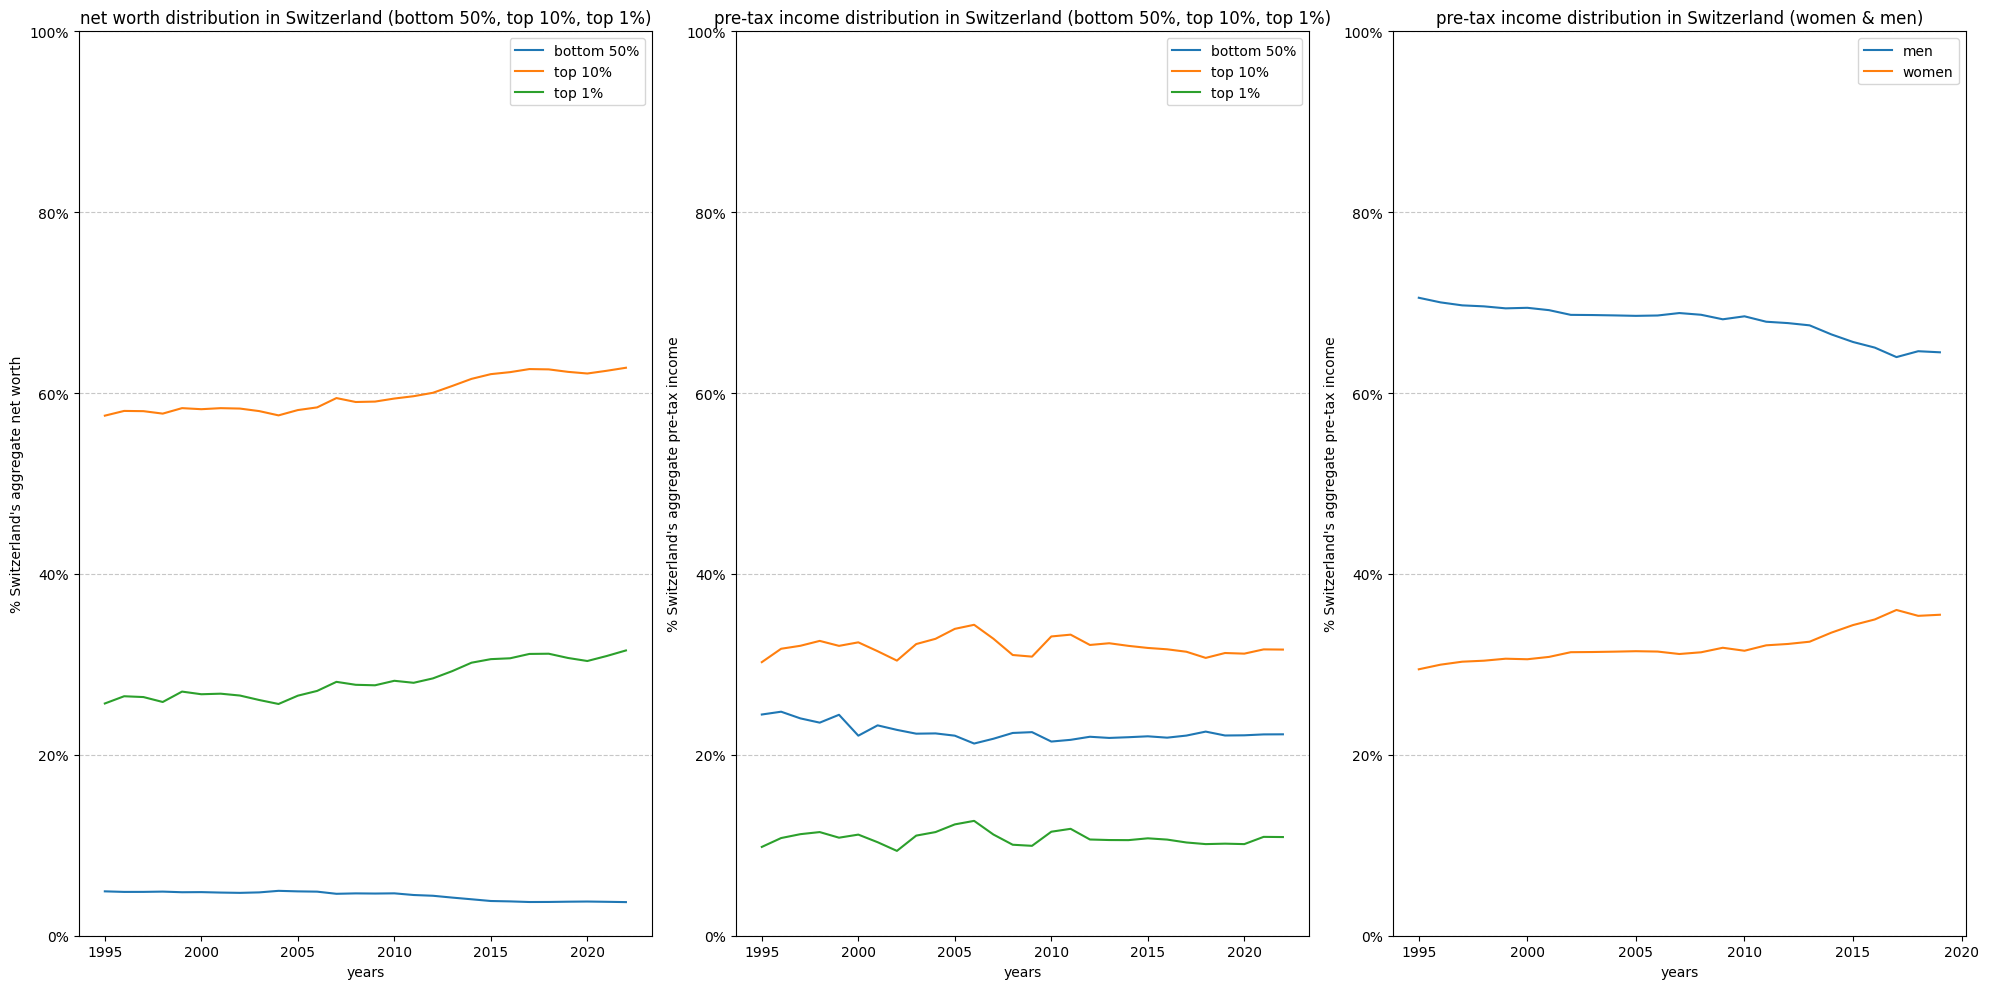 net worth distribution in Switzerland (bottom 50%, top 10%, top 1%)
100%
80%
60%
40%
20%
0%
% Switzerland's aggregate net worth
bottom 50%
top 10%
top 1%
1995 2000 2005 2010 2015 2020
years
pre-tax income distribution in Switzerland (bottom 50%, top 10%, top 1%)
100%
80%
60%
40%
20%
0%
% Switzerland's aggregate pre-tax income
bottom 50%
top 10%
top 1%
1995 2000 2005 2010 2015 2020
years
pre-tax income distribution in Switzerland (women & men)
100%
80%
60%
40%
20%
0%
% Switzerland's aggregate pre-tax income
men
women
1995 2000 2005 2010 2015 2020
years